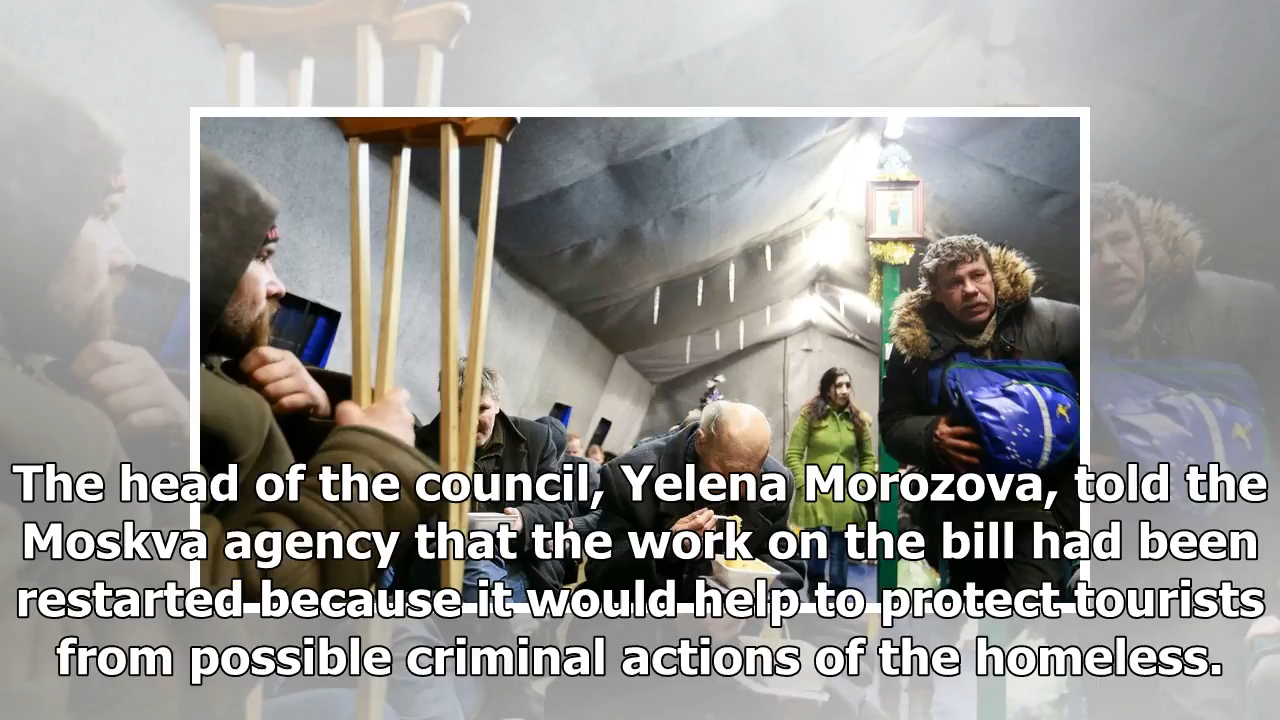 The head of the council, Yelena Morozova, told the
Moskva agency that the work on the bill had been
restarted because it would help to protect tourists
from possible criminal actions of the homeless.